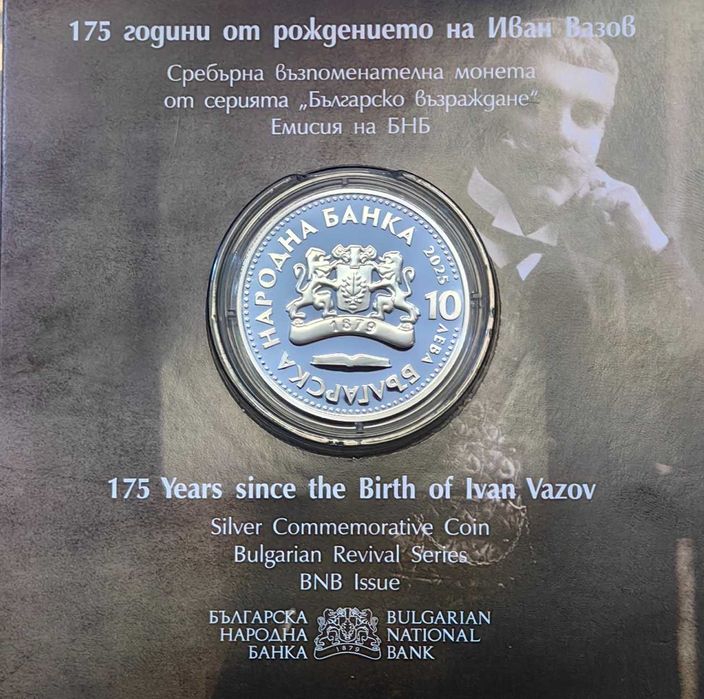 175 години от рождението на Иван Вазов
Сребърна възпоменателна монета
от серията „Българско възраждане“
Емисия на БНБ
БЪЛГАРСКА НАРОДНА БАНКА
2025
10
ЛЕВА
1879
175 Years since the Birth of Ivan Vazov
Silver Commemorative Coin
Bulgarian Revival Series
BNB Issue
БЪЛГАРСКА
НАРОДНА
БАНКА
1879
BULGARIAN
NATIONAL
BANK